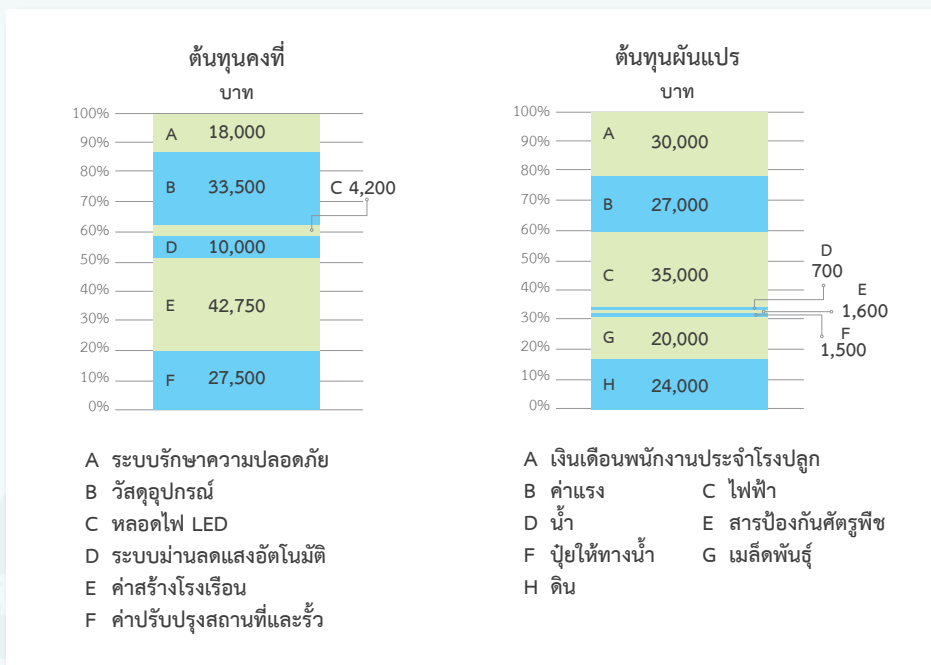 ต้นทุนคงที่
บาท
100%
90%
80%
70%
60%
50%
40%
30%
20%
10%
0%
A 18,000
B 33,500
C 4,200
D 10,000
E 42,750
F 27,500
A ระบบรักษาความปลอดภัย
B วัสดุอุปกรณ์
C หลอดไฟ LED
D ระบบม่านลดแสงอัตโนมัติ
E ค่าสร้างโรงเรือน
F ค่าปรับปรุงสถานที่และรั้ว
ต้นทุนผันแปร
บาท
100%
90%
80%
70%
60%
50%
40%
30%
20%
10%
0%
A 30,000
B 27,000
C 35,000
D
700
E
1,600
F
1,500
G 20,000
H 24,000
A เงินเดือนพนักงานประจำโรงปลูก
B ค่าแรง C ไฟฟ้า
D น้ำ E สารป้องกันศัตรูพืช
F ปุ๋ยให้ทางน้ำ G เมล็ดพันธุ์
H ดิน